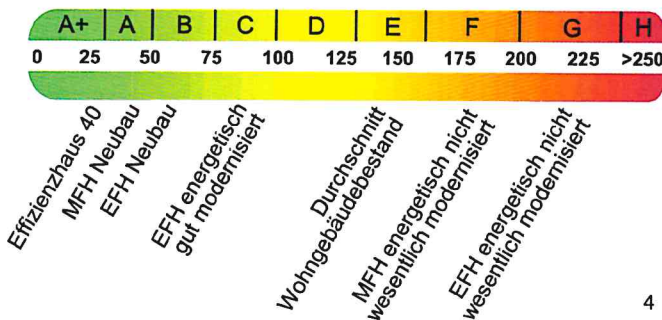 A+ A B C D E F G H
0 25 50 75 100 125 150 175 200 225 >250
Effizienzhaus 40
MFH Neubau
EFH Neubau
EFH energetisch
gut modernisiert
Durchschnitt
Wohngebäudebestand
MFH energetisch nicht
wesentlich modernisiert
EFH energetisch nicht
wesentlich modernisiert
4